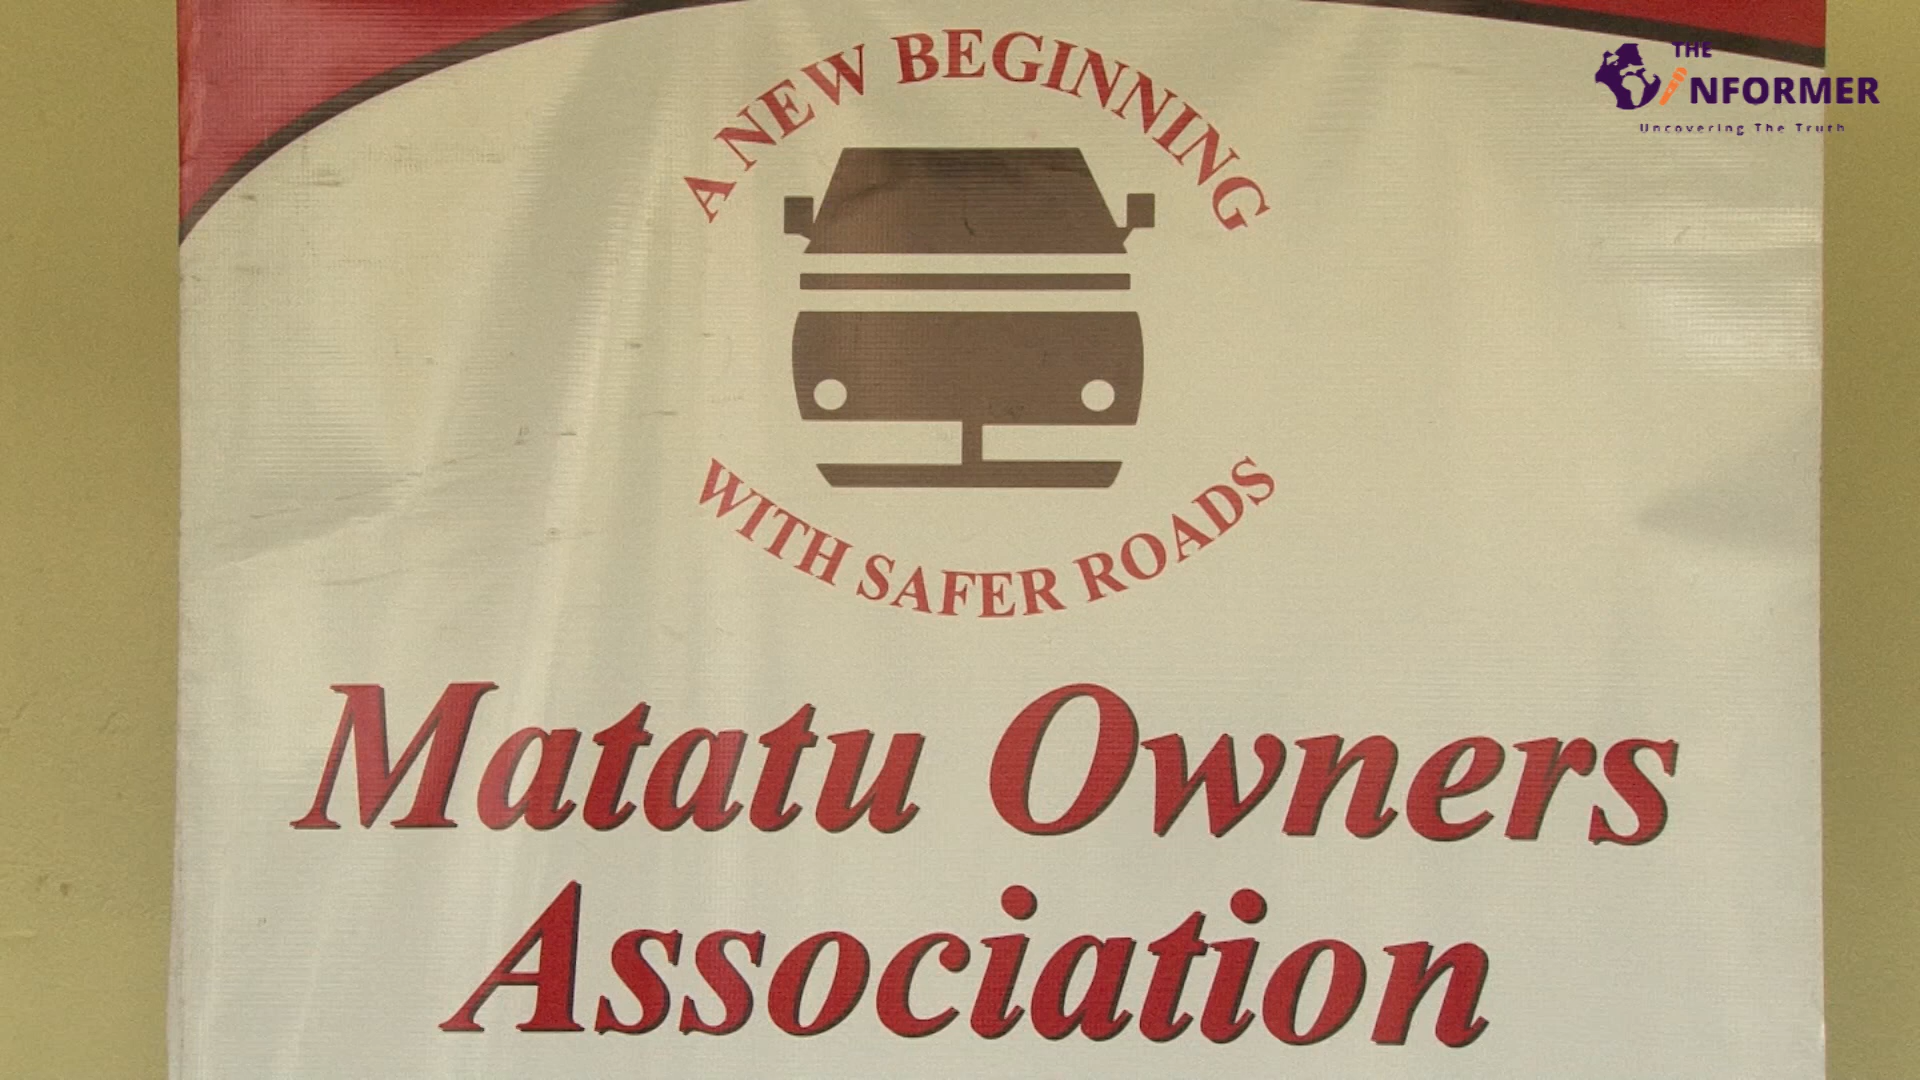 A NEW BEGINNING
WITH SAFER ROADS
Matatu Owners
Association
THE
INFORMER
Uncovering The Truth